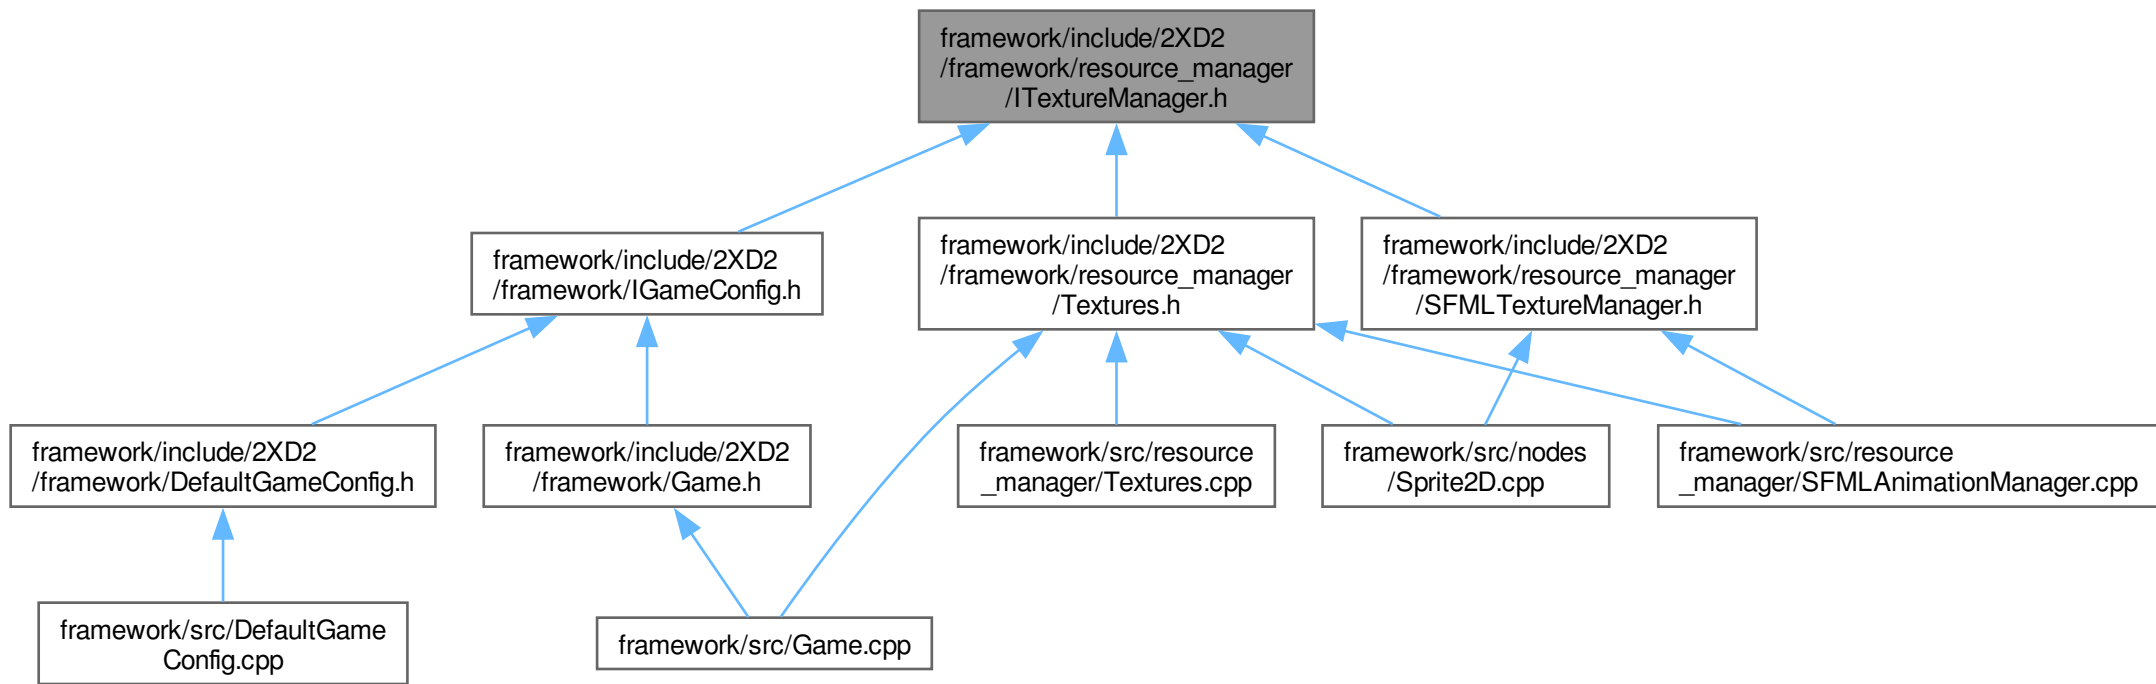 framework/include/2XD2
/framework/resource_manager
/ITextureManager.h
framework/include/2XD2
/framework/IGameConfig.h
framework/include/2XD2
/framework/resource_manager
/Textures.h
framework/include/2XD2
/framework/resource_manager
/SFMLTextureManager.h
framework/include/2XD2
/framework/DefaultGameConfig.h
framework/include/2XD2
/framework/Game.h
framework/src/resource
_manager/Textures.cpp
framework/src/nodes
/Sprite2D.cpp
framework/src/resource
_manager/SFMLAnimationManager.cpp
framework/src/DefaultGame
Config.cpp
framework/src/Game.cpp